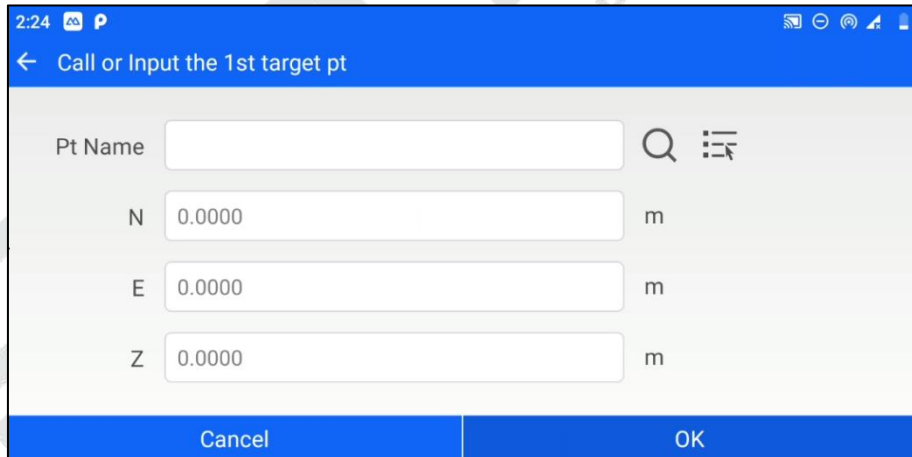 2:24
Call or Input the 1st target pt
Pt Name
N 0.0000 m
E 0.0000 m
Z 0.0000 m
Cancel OK